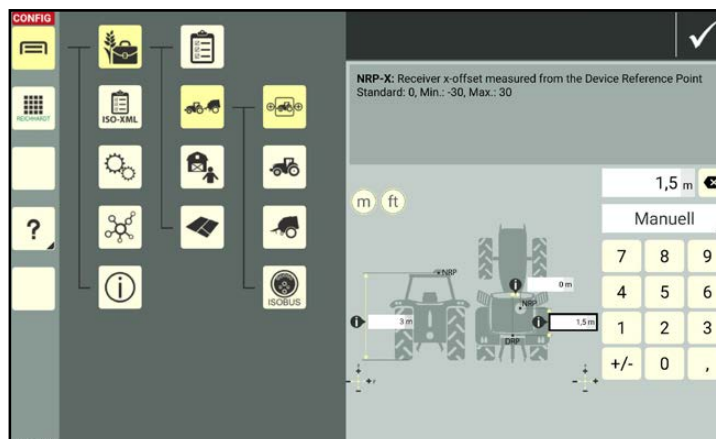 CONFIG
NRP-X: Receiver x-offset measured from the Device Reference Point
Standard: 0, Min.: -30, Max.: 30
REICHHARDT
ISO-XML
1,5 m
m ft
Manuell
?
7 8 9
NRP
0 m
NRP
4 5 6
3 m
1,5 m
1 2 3
DRP
ISOBUS
+/- 0 ,